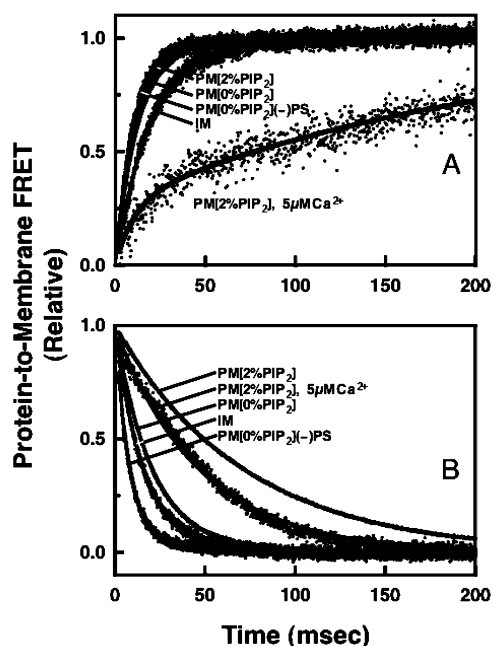 Protein-to-Membrane FRET
(Relative)
1.0
0.5
0.0
PM[2%PIP₂]
PM[0%PIP₂]
PM[0%PIP₂](-)PS
IM
A
PM[2%PIP₂], 5µMCa²⁺
0 50 100 150 200
1.0
0.5
0.0
PM[2%PIP₂]
PM[2%PIP₂], 5µMCa²⁺
PM[0%PIP₂]
IM
PM[0%PIP₂](-)PS
B
0 50 100 150 200
Time (msec)